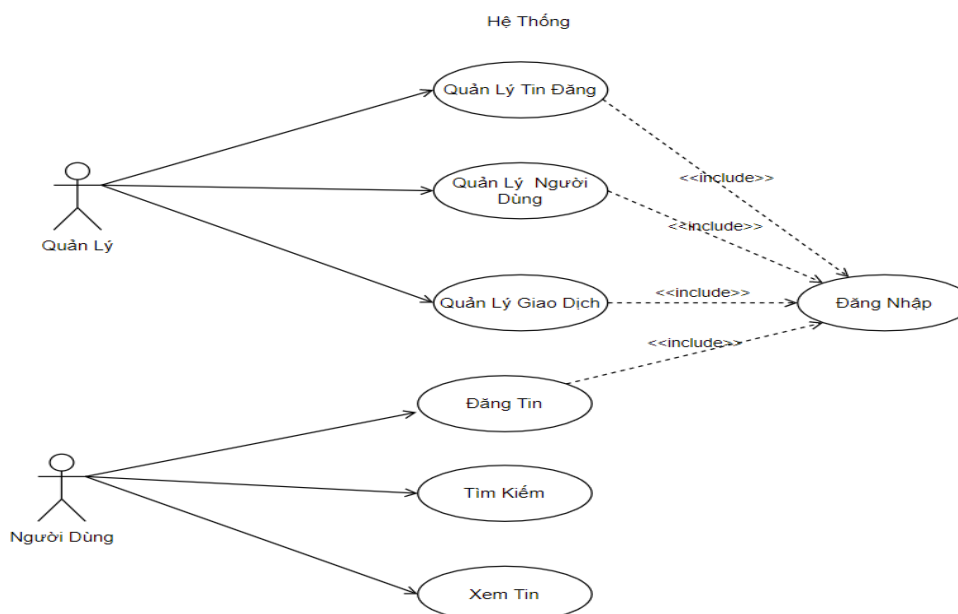 Hệ Thống
Quản Lý Tin Đăng
<<include>>
Quản Lý Người
Dùng
<<include>>
Quản Lý
Quản Lý Giao Dịch
<<include>>
Đăng Nhập
<<include>>
Đăng Tin
Tìm Kiếm
Người Dùng
Xem Tin